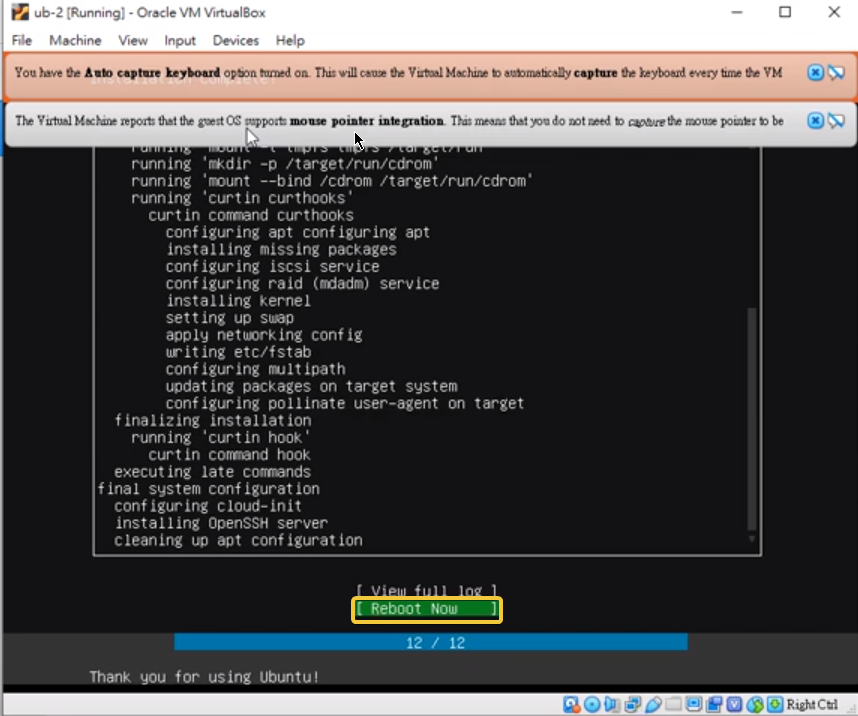 ub-2 [Running] - Oracle VM VirtualBox
File Machine View Input Devices Help
You have the Auto capture keyboard option turned on. This will cause the Virtual Machine to automatically capture the keyboard every time the VM
The Virtual Machine reports that the guest OS supports mouse pointer integration. This means that you do not need to capture the mouse pointer to be
running 'mount -t tmpfs tmpfs /target/run'
running 'mkdir -p /target/run/cdrom'
running 'mount --bind /cdrom /target/run/cdrom'
running 'curtin curthooks'
curtin command curthooks
configuring apt configuring apt
installing missing packages
configuring iscsi service
configuring raid (mdadm) service
installing kernel
setting up swap
apply networking config
writing etc/fstab
configuring multipath
updating packages on target system
configuring pollinate user-agent on target
finalizing installation
running 'curtin hook'
curtin command hook
executing late commands
final system configuration
configuring cloud-init
installing OpenSSH server
cleaning up apt configuration
[ View full log ]
[ Reboot Now ]
12 / 12
Thank you for using Ubuntu!
Right Ctrl